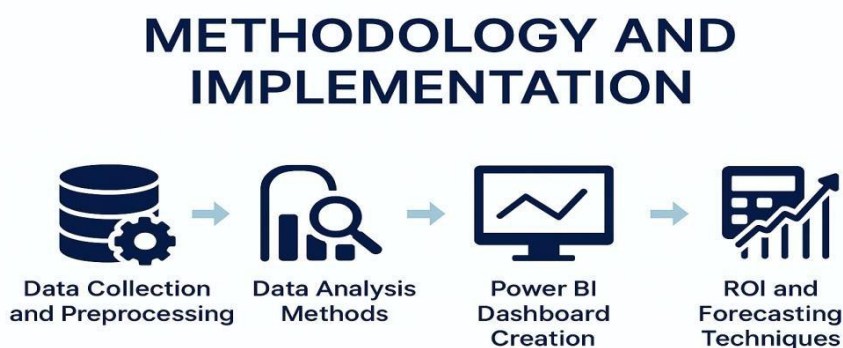 METHODOLOGY AND
IMPLEMENTATION
Data Collection
and Preprocessing
Data Analysis
Methods
Power BI
Dashboard
Creation
ROI and
Forecasting
Techniques